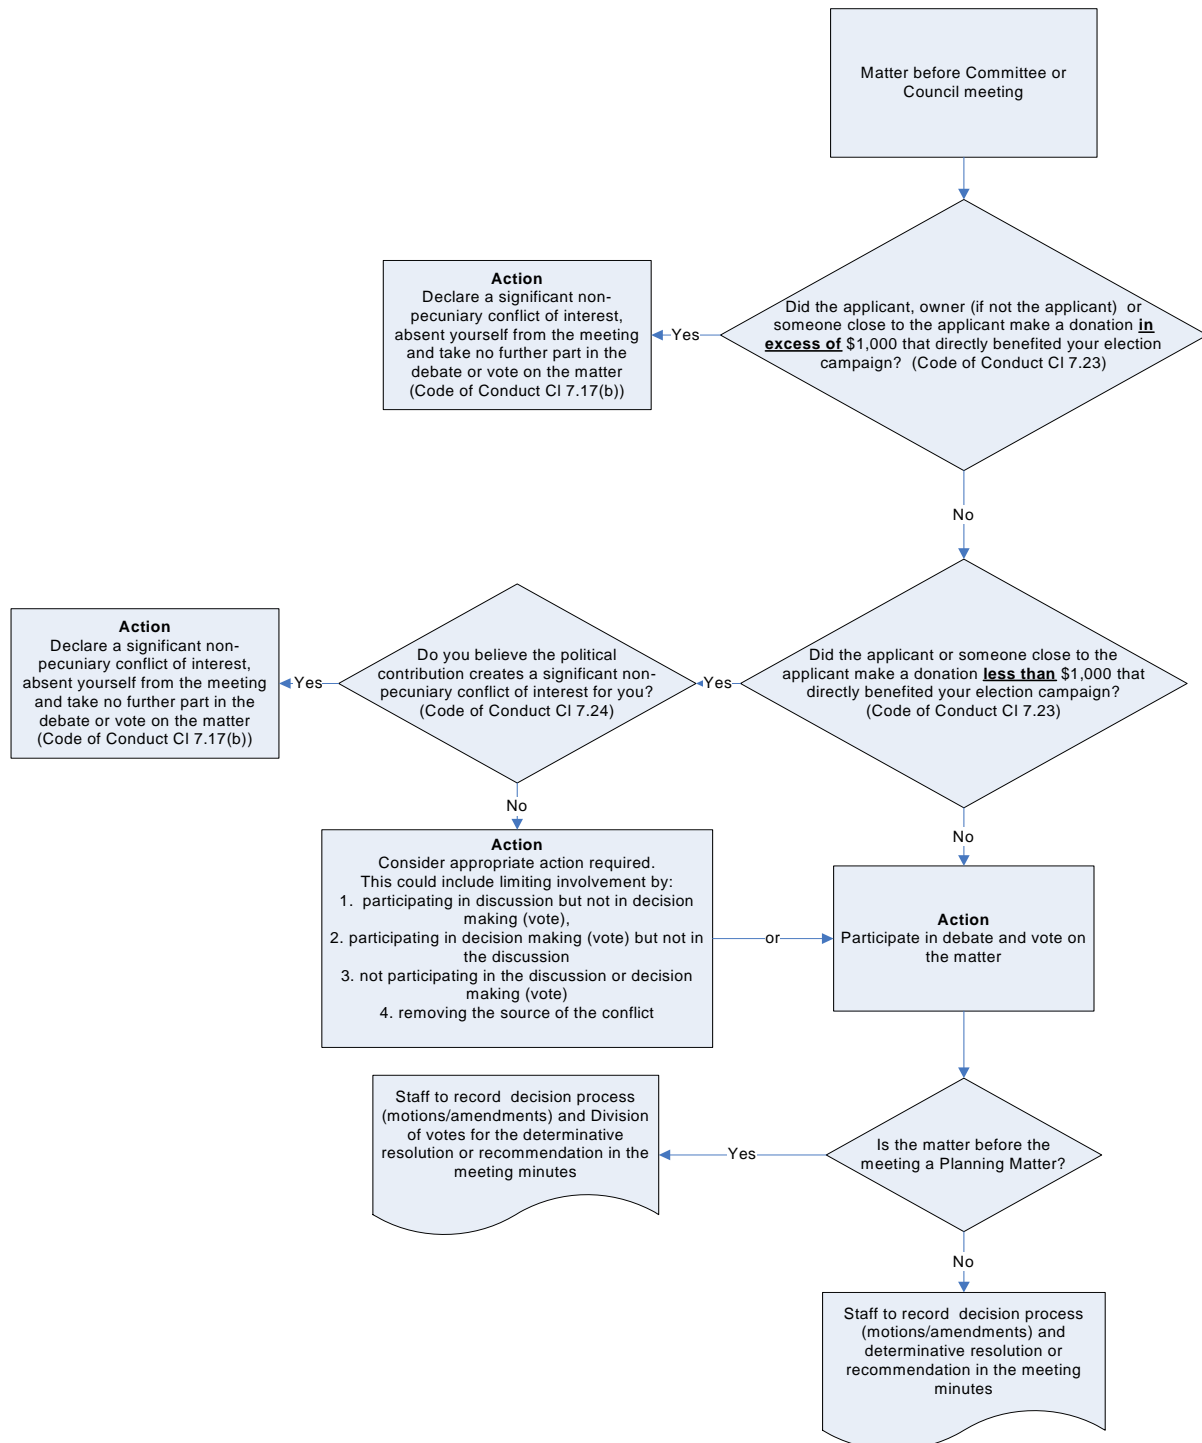 Matter before Committee or
Council meeting
Action
Declare a significant non-
pecuniary conflict of interest,
absent yourself from the meeting
and take no further part in the
debate or vote on the matter
(Code of Conduct Cl 7.17(b))
Yes
Did the applicant, owner (if not the applicant) or
someone close to the applicant make a donation in
excess of $1,000 that directly benefited your election
campaign? (Code of Conduct Cl 7.23)
No
Action
Declare a significant non-
pecuniary conflict of interest,
absent yourself from the meeting
and take no further part in the
debate or vote on the matter
(Code of Conduct Cl 7.17(b))
Yes
Do you believe the political
contribution creates a significant non-
pecuniary conflict of interest for you?
(Code of Conduct Cl 7.24)
Yes
Did the applicant or someone close to the
applicant make a donation less than $1,000 that
directly benefited your election campaign?
(Code of Conduct Cl 7.23)
No
No
Action
Consider appropriate action required.
This could include limiting involvement by:
1. participating in discussion but not in decision
making (vote),
2. participating in decision making (vote) but not in
the discussion
3. not participating in the discussion or decision
making (vote)
4. removing the source of the conflict
or
Action
Participate in debate and vote on
the matter
Staff to record decision process
(motions/amendments) and Division
of votes for the determinative
resolution or recommendation in the
meeting minutes
Yes
Is the matter before the
meeting a Planning Matter?
No
Staff to record decision process
(motions/amendments) and
determinative resolution or
recommendation in the meeting
minutes